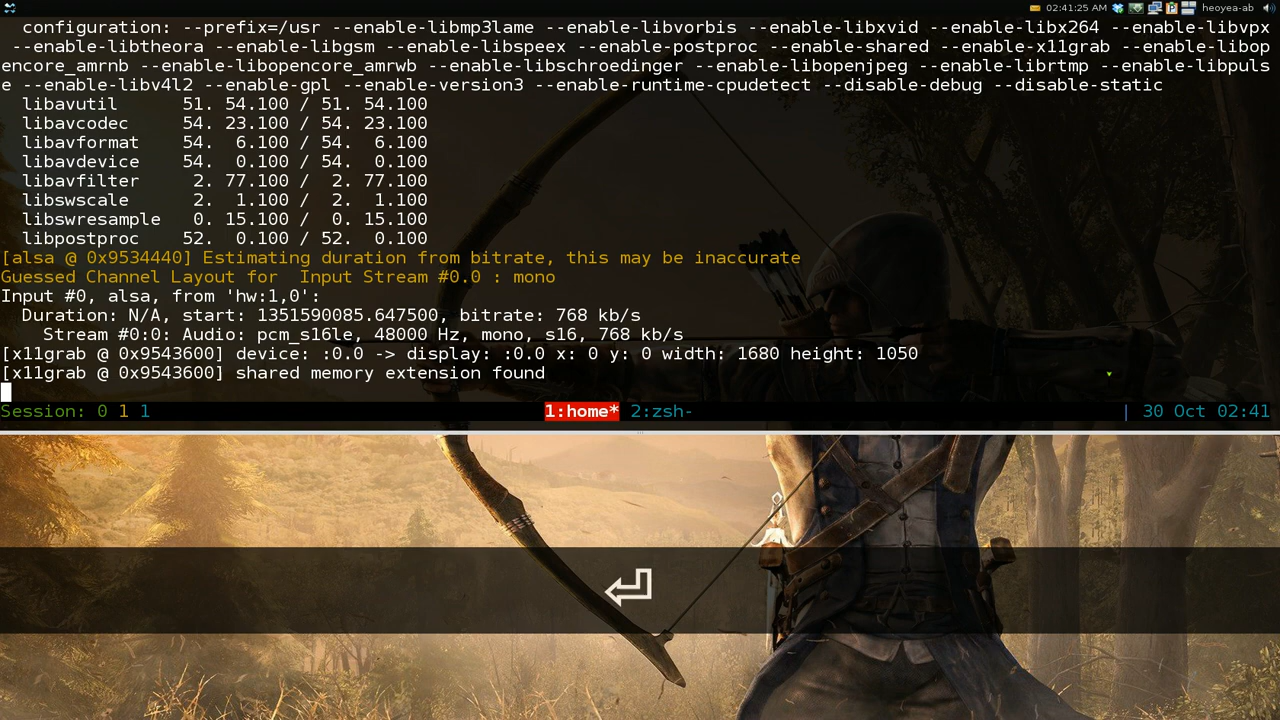 02:41:25 AM heoyea-ab
configuration: --prefix=/usr --enable-libmp3lame --enable-libvorbis --enable-libxvid --enable-libx264 --enable-libvpx
--enable-libtheora --enable-libgsm --enable-libspeex --enable-postproc --enable-shared --enable-x11grab --enable-libop
encore_amrnb --enable-libopencore_amrwb --enable-libschroedinger --enable-libopenjpeg --enable-librtmp --enable-libpuls
e --enable-libv4l2 --enable-gpl --enable-version3 --enable-runtime-cpudetect --disable-debug --disable-static
libavutil 51. 54.100 / 51. 54.100
libavcodec 54. 23.100 / 54. 23.100
libavformat 54. 6.100 / 54. 6.100
libavdevice 54. 0.100 / 54. 0.100
libavfilter 2. 77.100 / 2. 77.100
libswscale 2. 1.100 / 2. 1.100
libswresample 0. 15.100 / 0. 15.100
libpostproc 52. 0.100 / 52. 0.100
[alsa @ 0x9534440] Estimating duration from bitrate, this may be inaccurate
Guessed Channel Layout for  Input Stream #0.0 : mono
Input #0, alsa, from 'hw:1,0':
Duration: N/A, start: 1351590085.647500, bitrate: 768 kb/s
Stream #0:0: Audio: pcm_s16le, 48000 Hz, mono, s16, 768 kb/s
[x11grab @ 0x9543600] device: :0.0 -> display: :0.0 x: 0 y: 0 width: 1680 height: 1050
[x11grab @ 0x9543600] shared memory extension found
Session: 0 1 1 1:home* 2:zsh- | 30 Oct 02:41